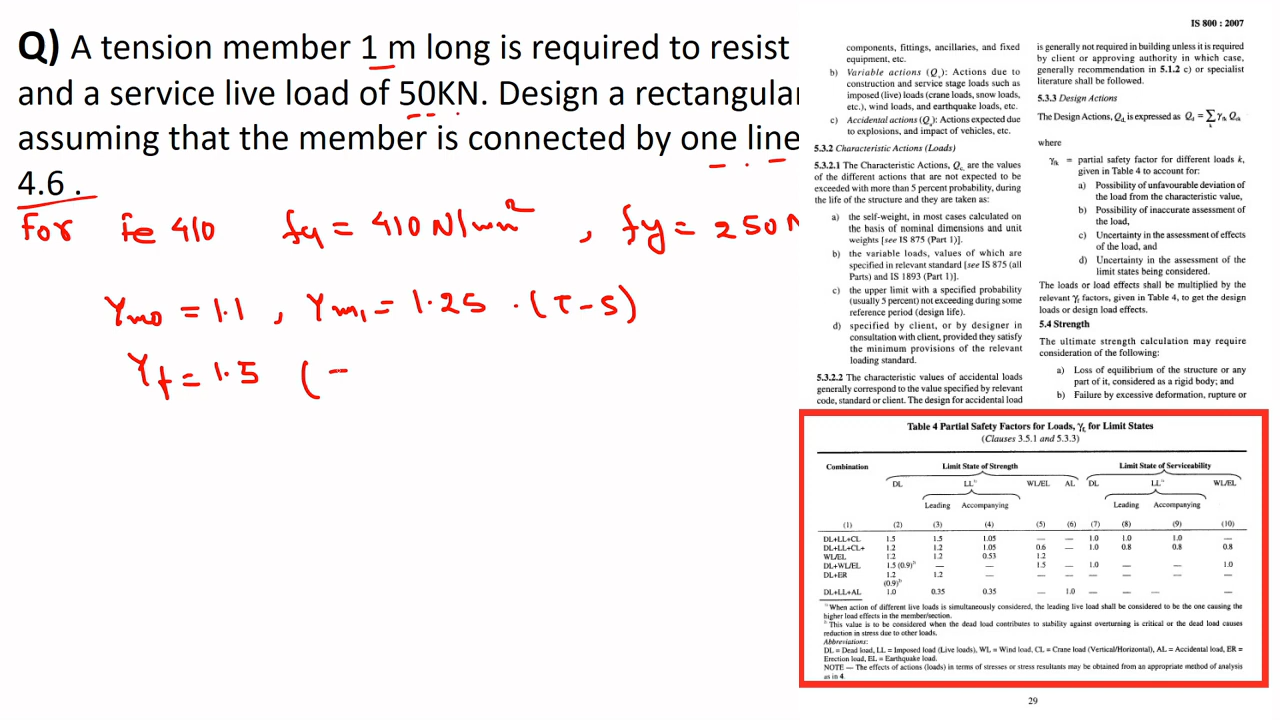 Q) A tension member 1 m long is required to resist
and a service live load of 50KN. Design a rectangular
assuming that the member is connected by one line
4.6 .
For Fe 410 fy = 410 N/mm² , fy = 250 N
γm0 = 1.1 , γm1 = 1.25 . (T-5)
γf = 1.5 (
IS 800 : 2007
components, fittings, ancillaries, and fixed
equipment, etc.
b) Variable actions (Qv): Actions due to
construction and service stage loads such as
imposed (live) loads (crane loads, snow loads,
etc.), wind loads, and earthquake loads, etc.
c) Accidental actions (Qa): Actions expected due
to explosions, and impact of vehicles, etc.
5.3.2 Characteristic Actions (Loads)
5.3.2.1 The Characteristic Actions, Qc are the values
of the different actions that are not expected to be
exceeded with more than 5 percent probability, during
the life of the structure and they are taken as:
a) the self-weight, in most cases calculated on
the basis of nominal dimensions and unit
weights [see IS 875 (Part 1)].
b) the variable loads, values of which are
specified in relevant standard [see IS 875 (all
Parts) and IS 1893 (Part 1)].
c) the upper limit with a specified probability
(usually 5 percent) not exceeding during some
reference period (design life).
d) specified by client, or by designer in
consultation with client, provided they satisfy
the minimum provisions of the relevant
loading standard.
5.3.2.2 The characteristic values of accidental loads
generally correspond to the value specified by relevant
code, standard or client. The design for accidental load
is generally not required in building unless it is required
by client or approving authority in which case,
generally recommendation in 5.1.2 c) or specialist
literature shall be followed.
5.3.3 Design Actions
The Design Actions, Qd is expressed as Qd = Σ γfk Qck
k
where
γfk = partial safety factor for different loads k,
given in Table 4 to account for:
a) Possibility of unfavourable deviation of
the load from the characteristic value,
b) Possibility of inaccurate assessment of
the load,
c) Uncertainty in the assessment of effects
of the load, and
d) Uncertainty in the assessment of the
limit states being considered.
The loads or load effects shall be multiplied by the
relevant γf factors, given in Table 4, to get the design
loads or design load effects.
5.4 Strength
The ultimate strength calculation may require
consideration of the following:
a) Loss of equilibrium of the structure or any
part of it, considered as a rigid body; and
b) Failure by excessive deformation, rupture or
Table 4 Partial Safety Factors for Loads, γf, for Limit States
(Clauses 3.5.1 and 5.3.3)
Combination Limit State of Strength Limit State of Serviceability
DL LL¹⁾ WL/EL AL DL LL¹⁾ WL/EL
Leading Accompanying Leading Accompanying
(1) (2) (3) (4) (5) (6) (7) (8) (9) (10)
DL+LL+CL 1.5 1.5 1.05 — — 1.0 1.0 1.0 —
DL+LL+CL+ 1.2 1.2 1.05 0.6 — 1.0 0.8 0.8 0.8
WL/EL 1.2 1.2 0.53 1.2
DL+WL/EL 1.5 (0.9)²⁾ — — 1.5 — 1.0 — — 1.0
DL+ER 1.2 1.2 — — — — — — —
(0.9)²⁾
DL+LL+AL 1.0 0.35 0.35 — 1.0 — — — —
¹⁾ When action of different live loads is simultaneously considered, the leading live load shall be considered to be the one causing the
higher load effects in the member/section.
²⁾ This value is to be considered when the dead load contributes to stability against overturning is critical or the dead load causes
reduction in stress due to other loads.
Abbreviations:
DL = Dead load, LL = Imposed load (Live loads), WL = Wind load, CL = Crane load (Vertical/Horizontal), AL = Accidental load, ER =
Erection load, EL = Earthquake load.
NOTE — The effects of actions (loads) in terms of stresses or stress resultants may be obtained from an appropriate method of analysis
as in 4.
29